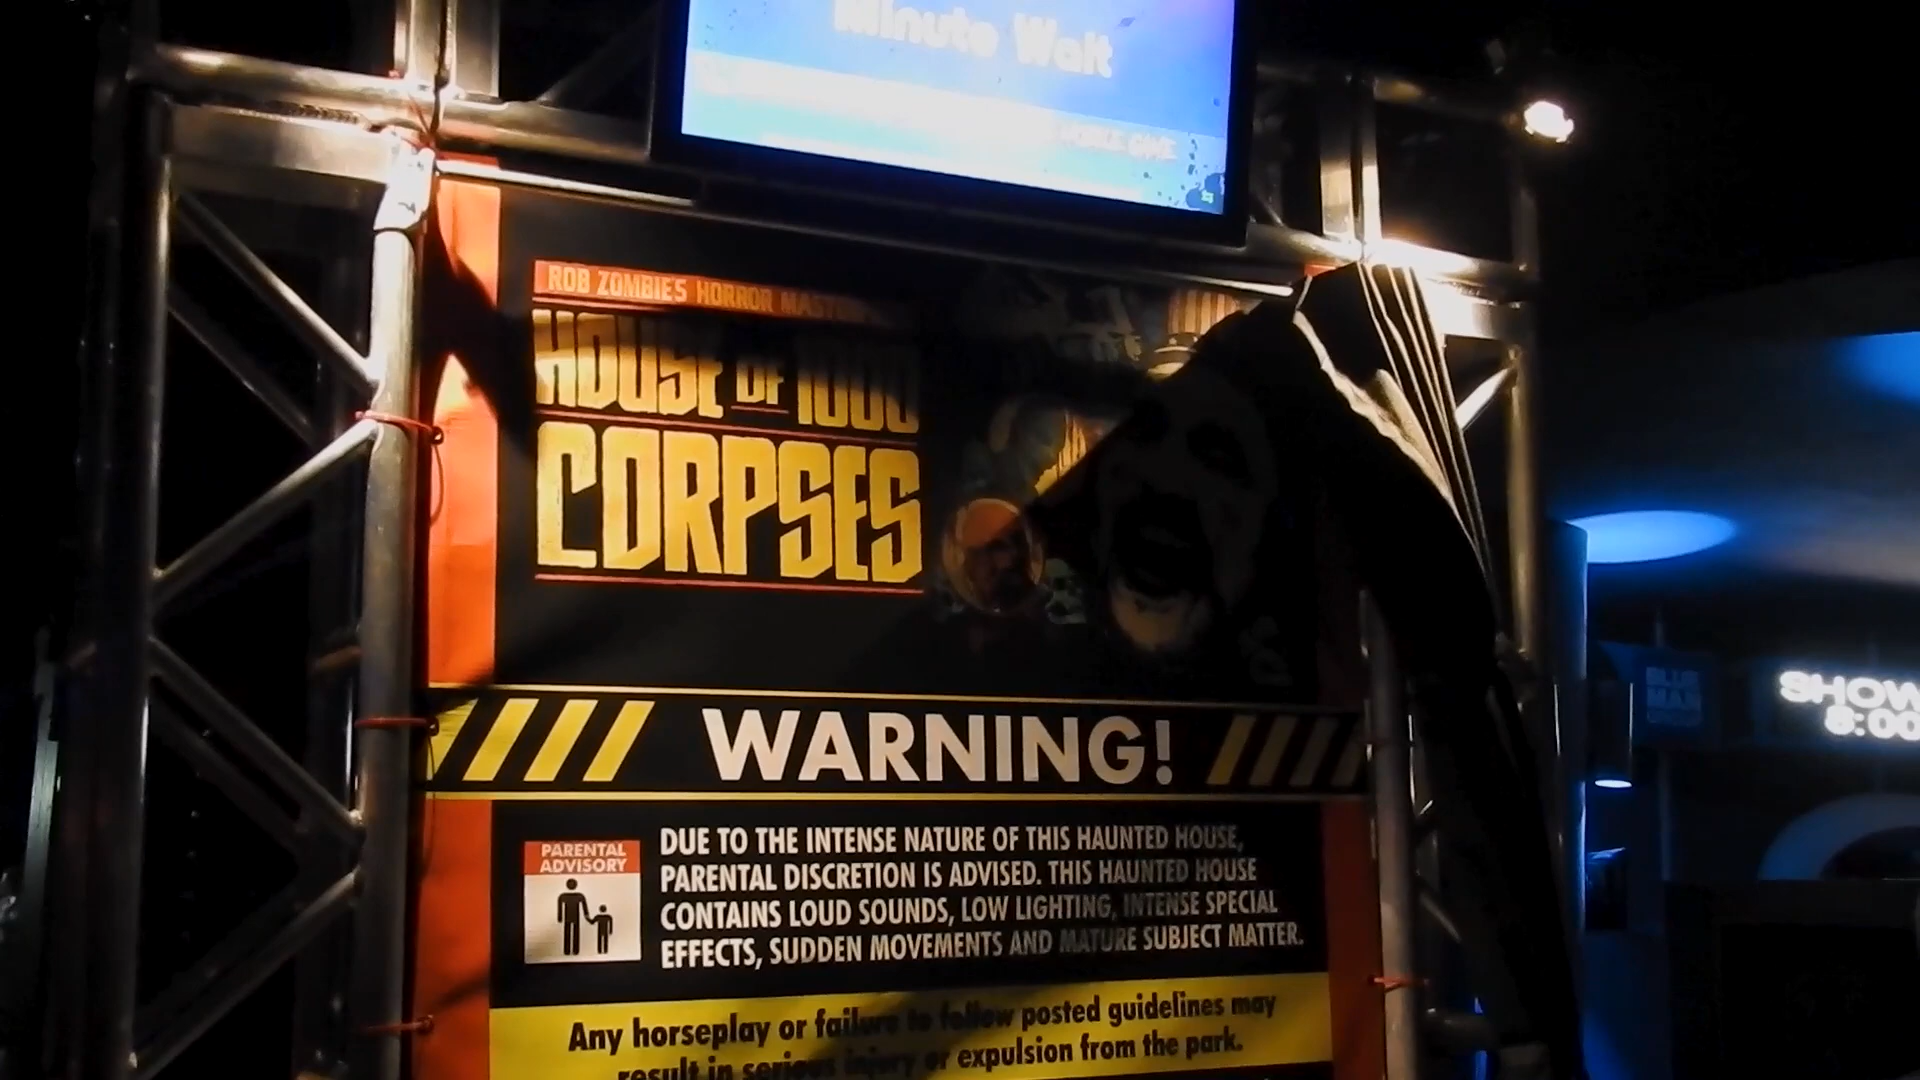 Minute Wait
MOBILE GAME
ROB ZOMBIE'S HORROR
HOUSE OF 1000
CORPSES
WARNING!
PARENTAL
ADVISORY
DUE TO THE INTENSE NATURE OF THIS HAUNTED HOUSE,
PARENTAL DISCRETION IS ADVISED. THIS HAUNTED HOUSE
CONTAINS LOUD SOUNDS, LOW LIGHTING, INTENSE SPECIAL
EFFECTS, SUDDEN MOVEMENTS AND MATURE SUBJECT MATTER.
Any horseplay or failure to follow posted guidelines may
result in serious injury or expulsion from the park.
BLUE
MAN
GROUP
SHOW
8:00